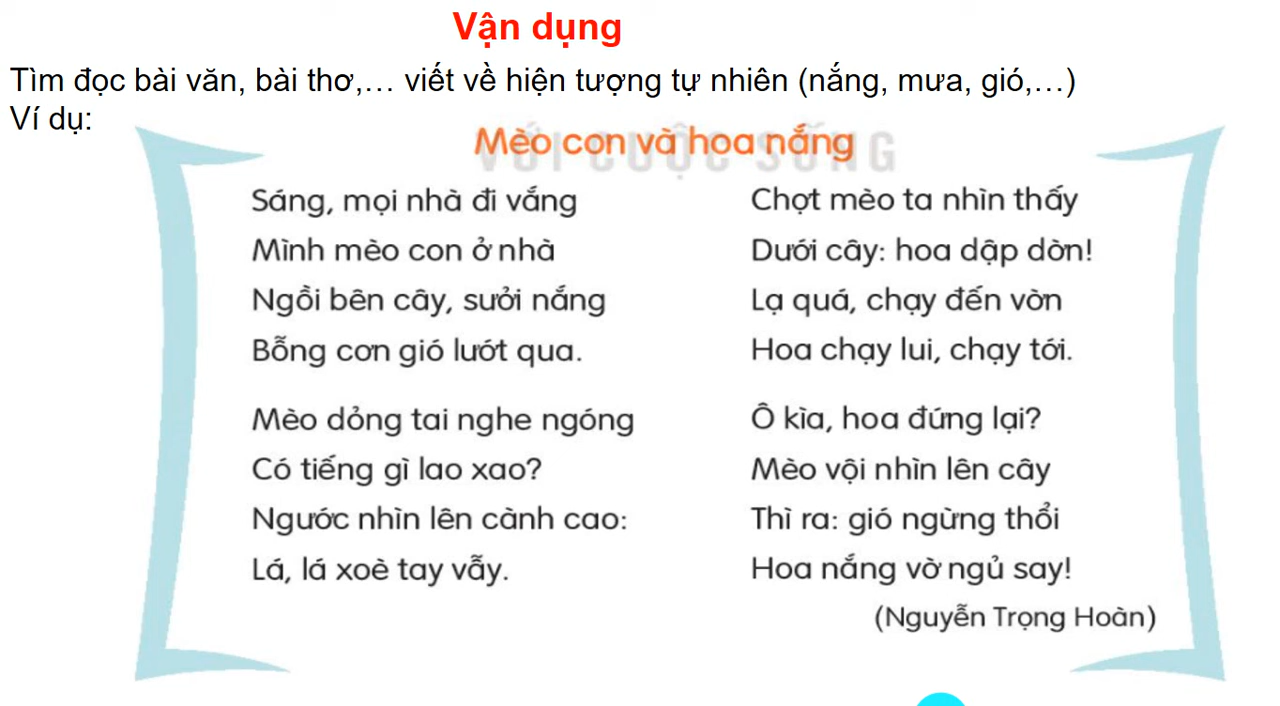 Vận dụng
Tìm đọc bài văn, bài thơ,... viết về hiện tượng tự nhiên (nắng, mưa, gió,...)
Ví dụ:
VỚI CUỘC SỐNG
Mèo con và hoa nắng
Sáng, mọi nhà đi vắng
Mình mèo con ở nhà
Ngồi bên cây, sưởi nắng
Bỗng cơn gió lướt qua.
Mèo dỏng tai nghe ngóng
Có tiếng gì lao xao?
Ngước nhìn lên cành cao:
Lá, lá xoè tay vẫy.
Chợt mèo ta nhìn thấy
Dưới cây: hoa dập dờn!
Lạ quá, chạy đến vờn
Hoa chạy lui, chạy tới.
Ô kìa, hoa đứng lại?
Mèo vội nhìn lên cây
Thì ra: gió ngừng thổi
Hoa nắng vờ ngủ say!
(Nguyễn Trọng Hoàn)